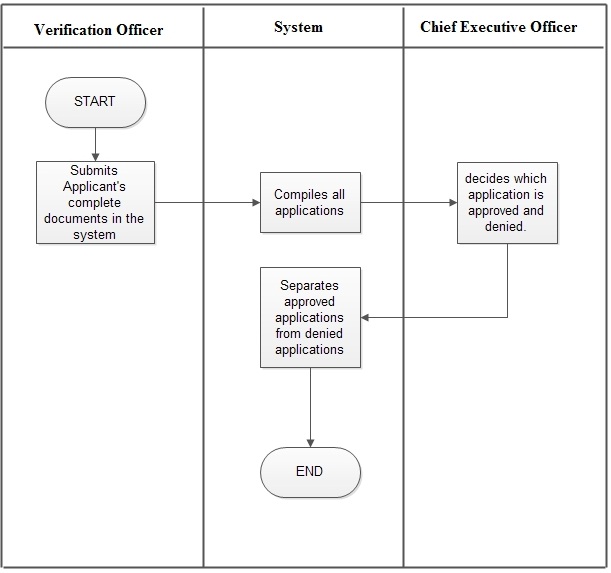 Verification Officer
System
Chief Executive Officer
START
Submits
Applicant's
complete
documents in the
system
Compiles all
applications
decides which
application is
approved and
denied.
Separates
approved
applications
from denied
applications
END